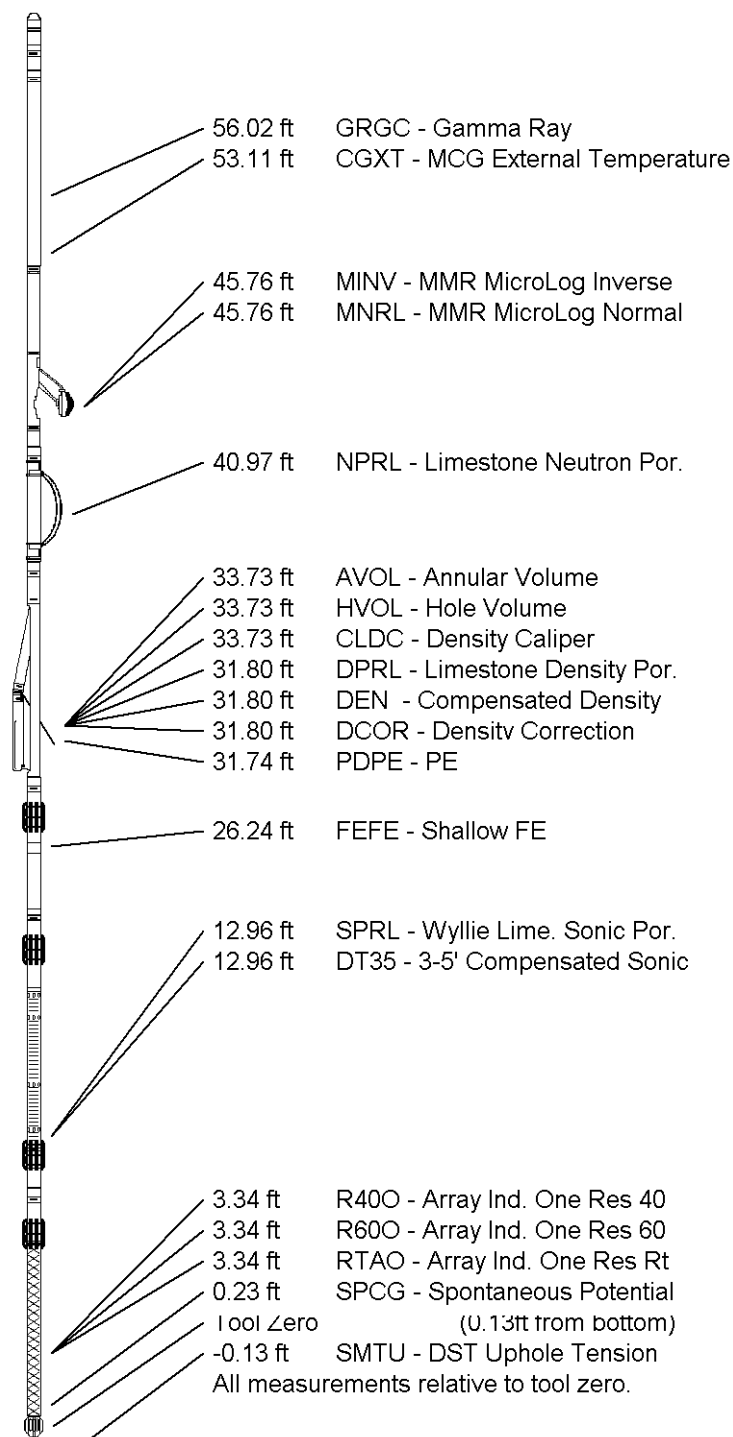 56.02 ft GRGC - Gamma Ray
53.11 ft CGXT - MCG External Temperature
45.76 ft MINV - MMR MicroLog Inverse
45.76 ft MNRL - MMR MicroLog Normal
40.97 ft NPRL - Limestone Neutron Por.
33.73 ft AVOL - Annular Volume
33.73 ft HVOL - Hole Volume
33.73 ft CLDC - Density Caliper
31.80 ft DPRL - Limestone Density Por.
31.80 ft DEN - Compensated Density
31.80 ft DCOR - Density Correction
31.74 ft PDPE - PE
26.24 ft FEFE - Shallow FE
12.96 ft SPRL - Wyllie Lime. Sonic Por.
12.96 ft DT35 - 3-5' Compensated Sonic
3.34 ft R40O - Array Ind. One Res 40
3.34 ft R60O - Array Ind. One Res 60
3.34 ft RTAO - Array Ind. One Res Rt
0.23 ft SPCG - Spontaneous Potential
Tool Zero (0.13ft from bottom)
-0.13 ft SMTU - DST Uphole Tension
All measurements relative to tool zero.